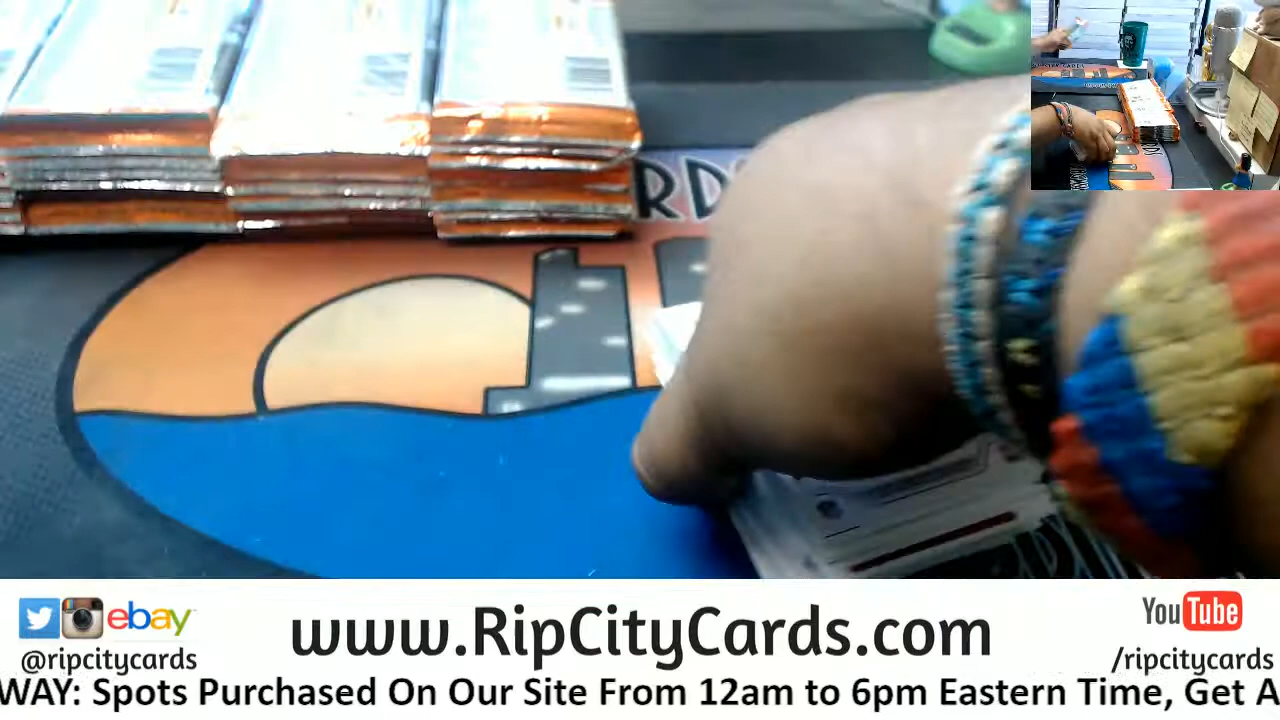 RD
ebay
@ripcitycards
www.RipCityCards.com
YouTube
/ripcitycards
WAY: Spots Purchased On Our Site From 12am to 6pm Eastern Time, Get A